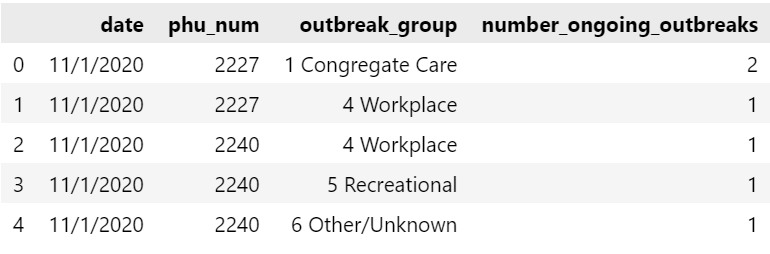 date phu_num outbreak_group number_ongoing_outbreaks
0 11/1/2020 2227 1 Congregate Care 2
1 11/1/2020 2227 4 Workplace 1
2 11/1/2020 2240 4 Workplace 1
3 11/1/2020 2240 5 Recreational 1
4 11/1/2020 2240 6 Other/Unknown 1